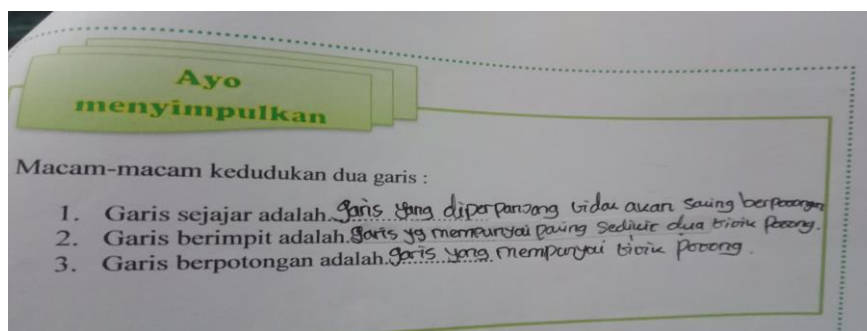 Ayo
menyimpulkan
Macam-macam kedudukan dua garis :
1. Garis sejajar adalah garis yang diperpanjang tidak akan saling berpotongan
2. Garis berimpit adalah garis yg mempunyai paling sedikit dua titik potong.
3. Garis berpotongan adalah garis yang mempunyai titik potong.